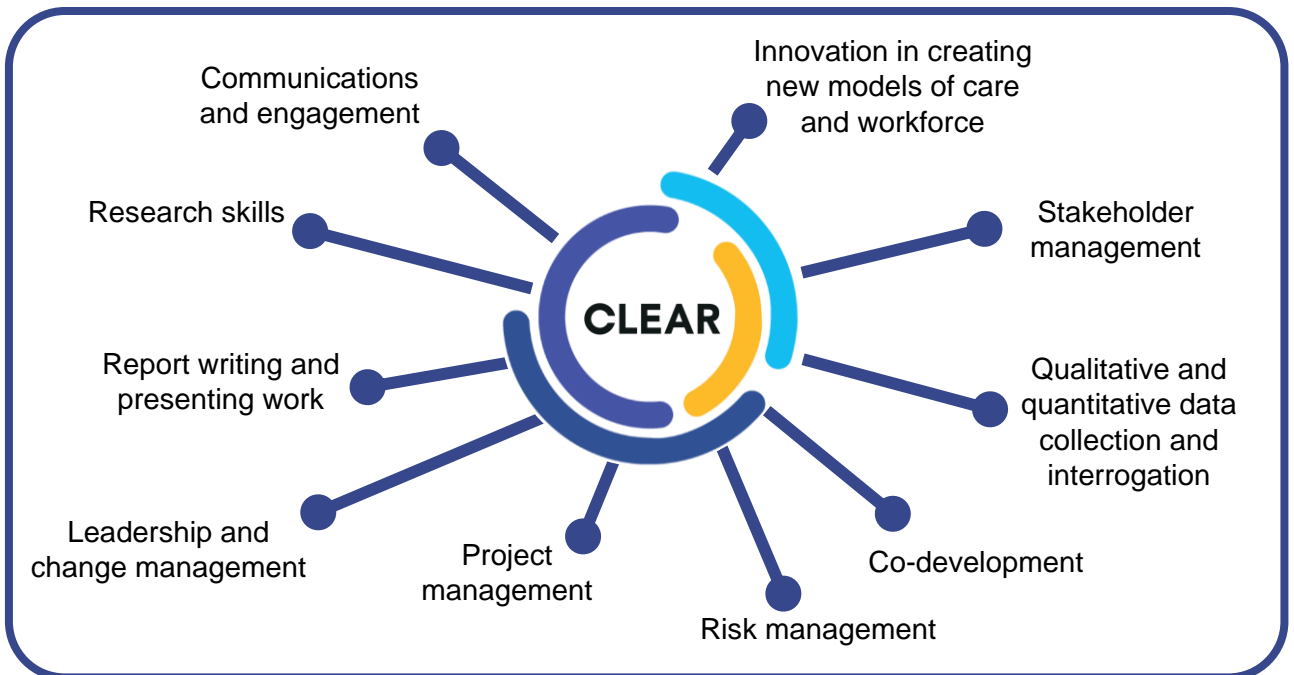 Communications
and engagement
Innovation in creating
new models of care
and workforce
Research skills
Stakeholder
management
CLEAR
Report writing and
presenting work
Qualitative and
quantitative data
collection and
interrogation
Leadership and
change management
Project
management
Co-development
Risk management